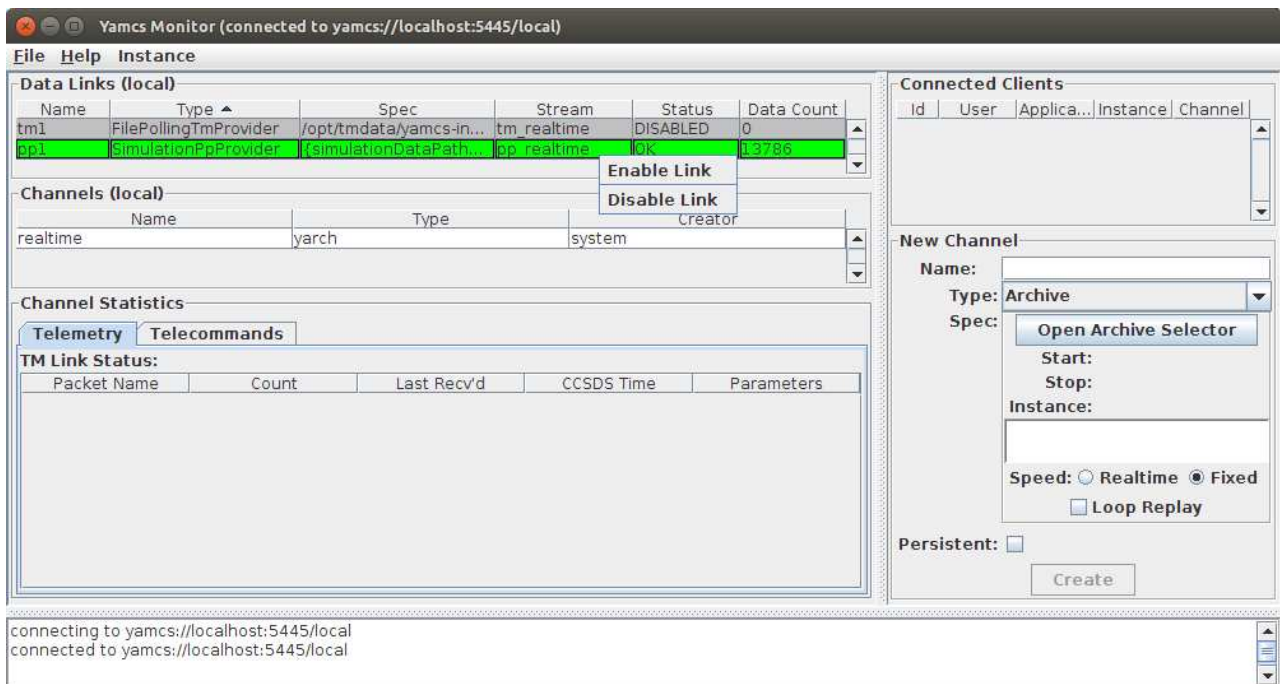 Yamcs Monitor (connected to yamcs://localhost:5445/local)
File Help Instance
Data Links (local)
Name Type Spec Stream Status Data Count
tm1 FilePollingTmProvider /opt/tmdata/yamcs-in... tm_realtime DISABLED 0
pp1 SimulationPpProvider {simulationDataPath... pp_realtime OK 13786
Enable Link
Disable Link
Channels (local)
Name Type Creator
realtime yarch system
Channel Statistics
Telemetry Telecommands
TM Link Status:
Packet Name Count Last Recv'd CCSDS Time Parameters
Connected Clients
Id User Applica... Instance Channel
New Channel
Name:
Type: Archive
Spec: Open Archive Selector
Start:
Stop:
Instance:
Speed: Realtime Fixed
Loop Replay
Persistent:
Create
connecting to yamcs://localhost:5445/local
connected to yamcs://localhost:5445/local